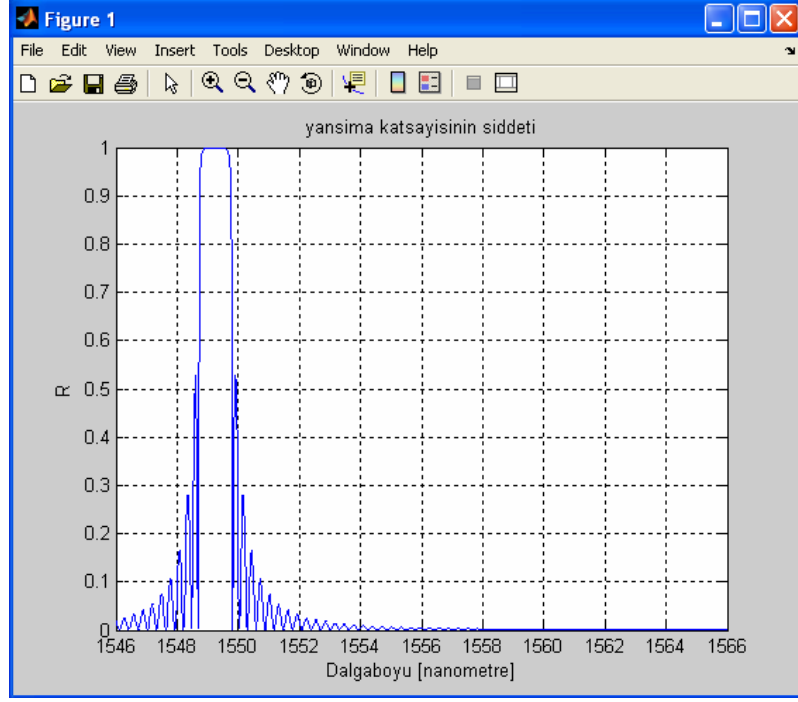 Figure 1
File Edit View Insert Tools Desktop Window Help
yansima katsayisinin siddeti
1
0.9
0.8
0.7
0.6
0.5
0.4
0.3
0.2
0.1
0
R
1546 1548 1550 1552 1554 1556 1558 1560 1562 1564 1566
Dalgaboyu [nanometre]